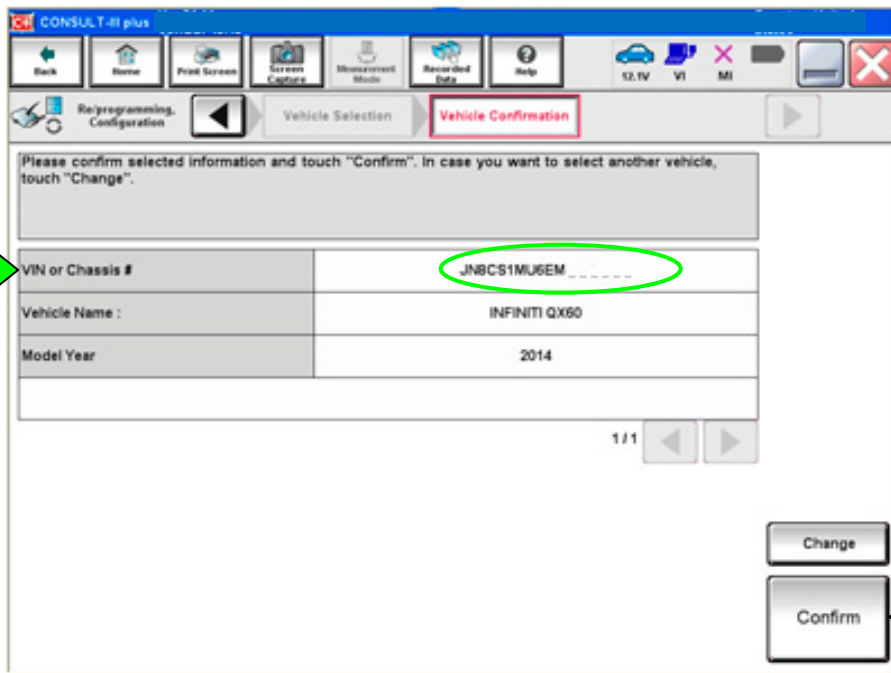 CONSULT-III plus
Back
Home
Print Screen
Screen Capture
Measurement Mode
Recorded Data
Help
12.1V
VI
MI
Re/programming, Configuration
Vehicle Selection
Vehicle Confirmation
Please confirm selected information and touch "Confirm". In case you want to select another vehicle,
touch "Change".
VIN or Chassis #
JN8CS1MU6EM_ _ _ _ _ _
Vehicle Name :
INFINITI QX60
Model Year
2014
1/1
Change
Confirm